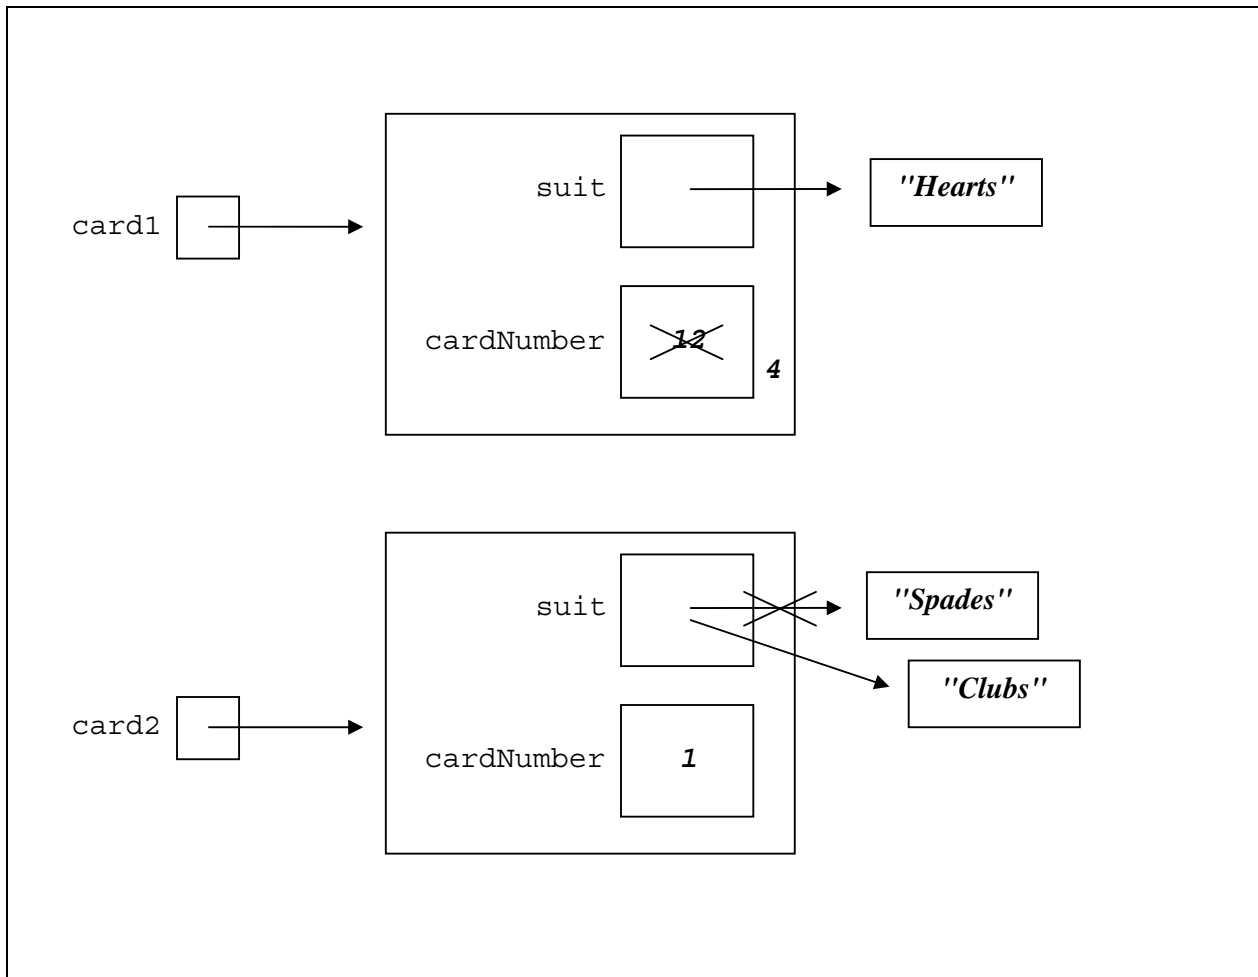 suit
"Hearts"
card1
cardNumber
12
4
suit
"Spades"
"Clubs"
card2
cardNumber
1